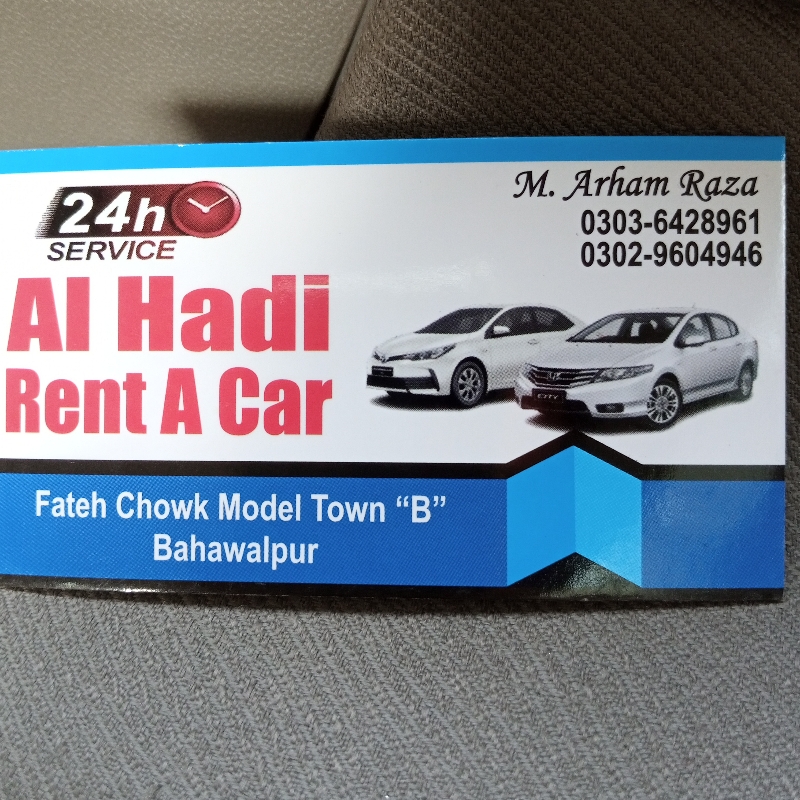 24h
SERVICE
M. Arham Raza
0303-6428961
0302-9604946
Al Hadi
Rent A Car
CITY
Fateh Chowk Model Town “B”
Bahawalpur